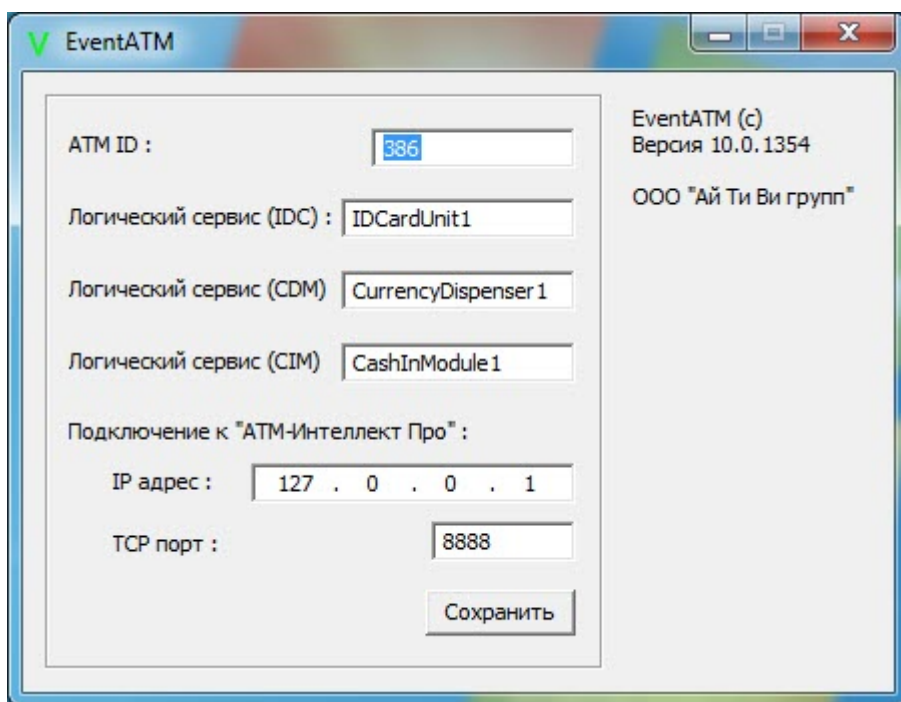 EventATM
ATM ID :
386
Логический сервис (IDC) :
IDCardUnit1
Логический сервис (CDM)
CurrencyDispenser1
Логический сервис (CIM)
CashInModule1
Подключение к "АТМ-Интеллект Про" :
IP адрес :
127 . 0 . 0 . 1
TCP порт :
8888
Сохранить
EventATM (c)
Версия 10.0.1354
ООО "Ай Ти Ви групп"